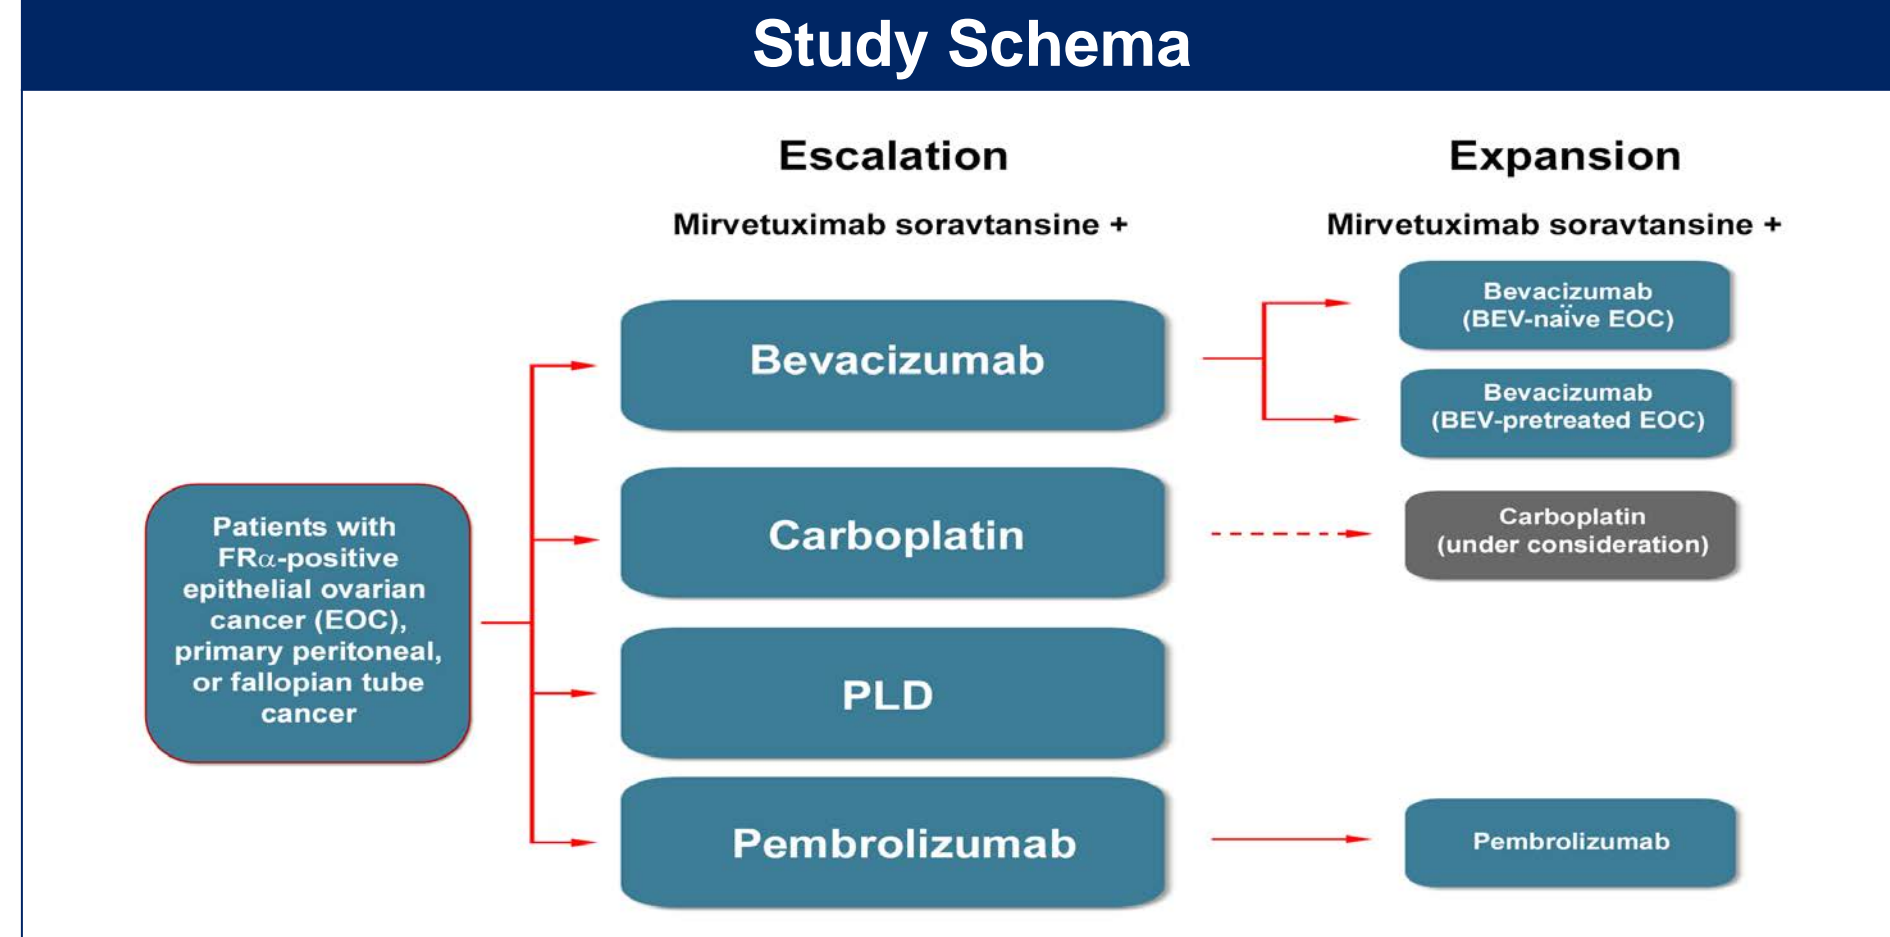 Study Schema
Escalation
Mirvetuximab soravtansine +
Expansion
Mirvetuximab soravtansine +
Patients with
FRα-positive
epithelial ovarian
cancer (EOC),
primary peritoneal,
or fallopian tube
cancer
Bevacizumab
Carboplatin
PLD
Pembrolizumab
Bevacizumab
(BEV-naïve EOC)
Bevacizumab
(BEV-pretreated EOC)
Carboplatin
(under consideration)
Pembrolizumab